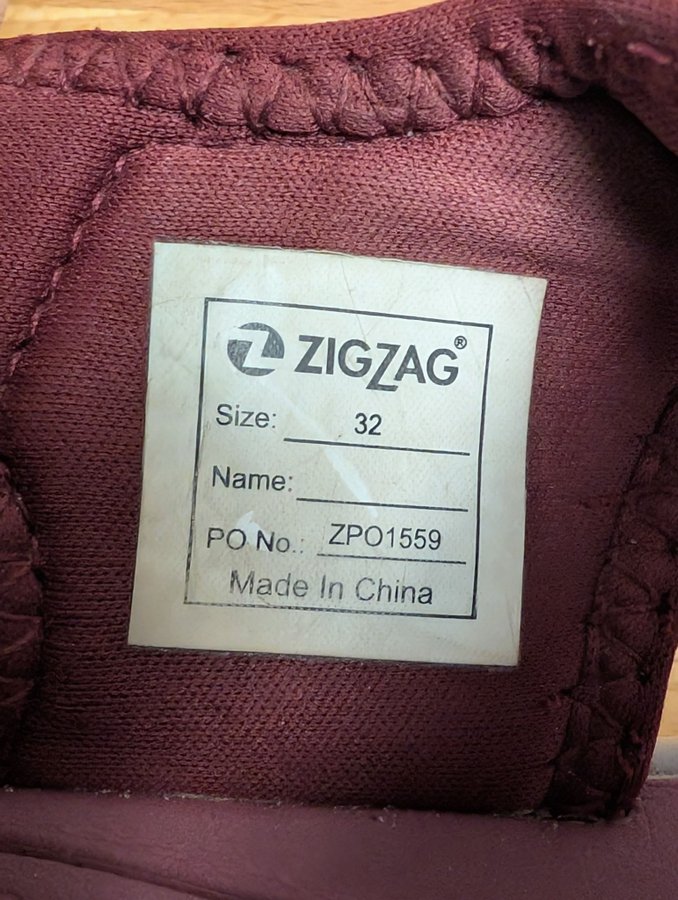 ZIGZAG®
Size: 32
Name:
PO No.: ZPO1559
Made In China